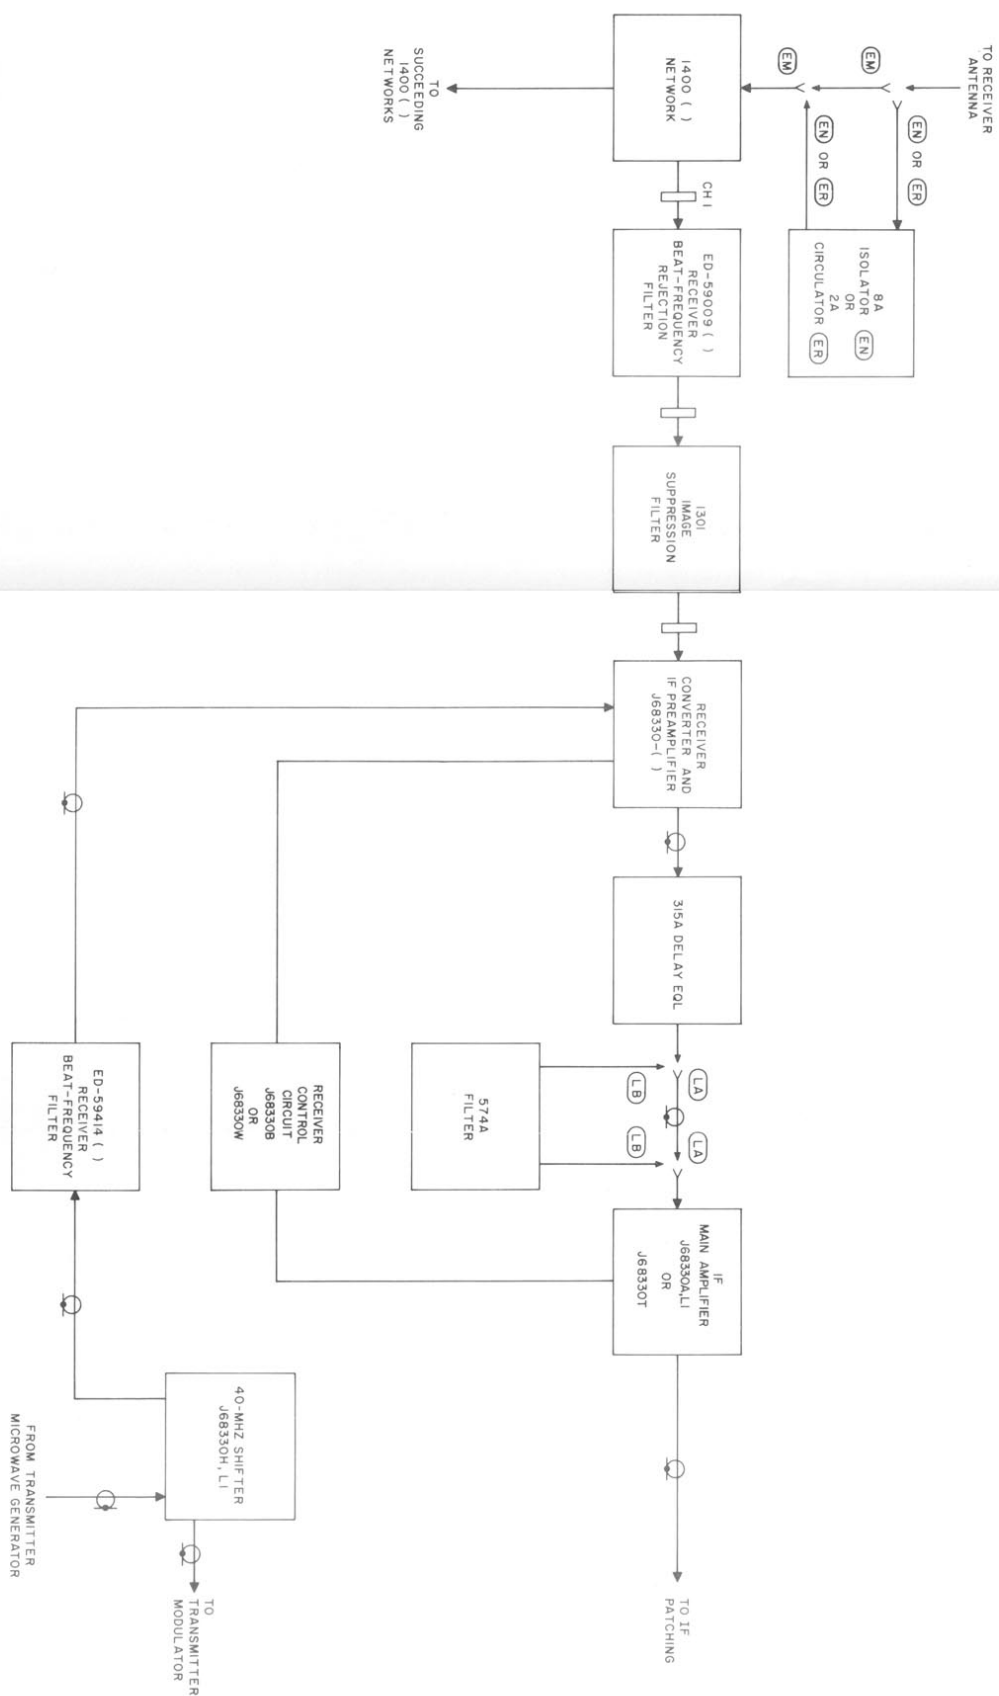 TO RECEIVER
ANTENNA
EM
EM
EN OR ER
EN OR ER
8A
ISOLATOR EN
OR
2A
CIRCULATOR ER
1400 ( )
NETWORK
TO
SUCCEEDING
1400 ( )
NETWORKS
CH 1
ED-59009 ( )
RECEIVER
BEAT-FREQUENCY
REJECTION
FILTER
1301
IMAGE
SUPPRESSION
FILTER
RECEIVER
CONVERTER AND
IF PREAMPLIFIER
J68330-( )
315A DELAY EQL
LA
LA
LB
LB
574A
FILTER
IF
MAIN AMPLIFIER
J68330A,L1
OR
J68330T
TO IF
PATCHING
RECEIVER
CONTROL
CIRCUIT
J68330B
OR
J68330W
ED-59414 ( )
RECEIVER
BEAT-FREQUENCY
FILTER
40-MHZ SHIFTER
J68330H, L1
FROM TRANSMITTER
MICROWAVE GENERATOR
TO
TRANSMITTER
MODULATOR